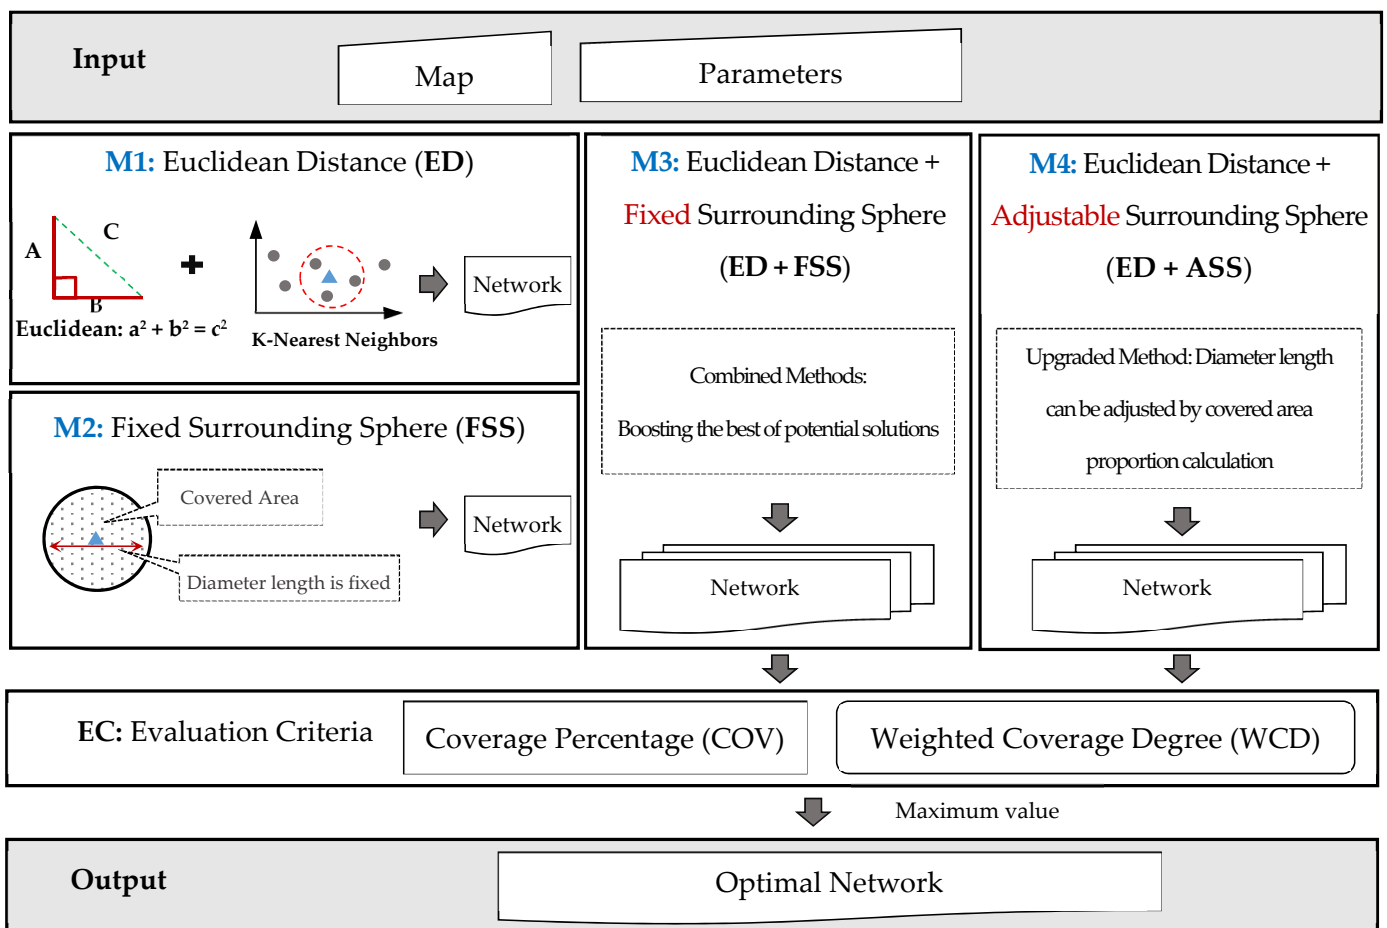 Input
Map
Parameters
M1: Euclidean Distance (ED)
A
C
B
Euclidean: a² + b² = c²
K-Nearest Neighbors
Network
M2: Fixed Surrounding Sphere (FSS)
Covered Area
Diameter length is fixed
Network
M3: Euclidean Distance +
Fixed Surrounding Sphere
(ED + FSS)
Combined Methods:
Boosting the best of potential solutions
Network
M4: Euclidean Distance +
Adjustable Surrounding Sphere
(ED + ASS)
Upgraded Method: Diameter length
can be adjusted by covered area
proportion calculation
Network
EC: Evaluation Criteria
Coverage Percentage (COV)
Weighted Coverage Degree (WCD)
Maximum value
Output
Optimal Network